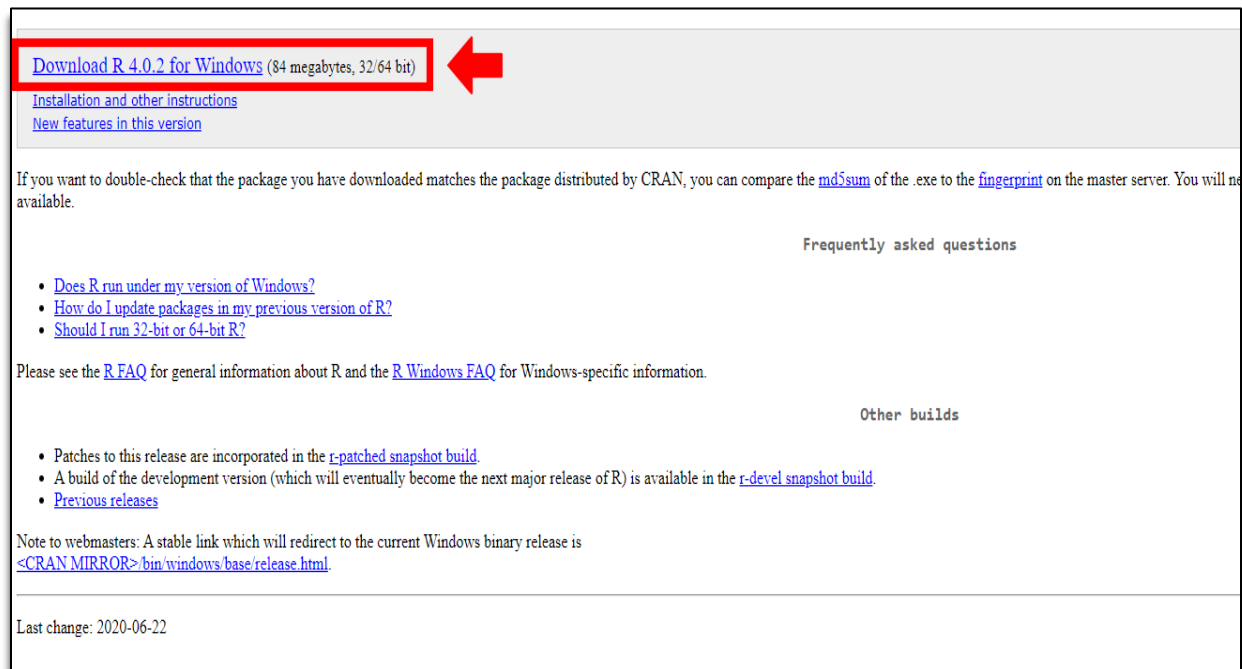 Download R 4.0.2 for Windows (84 megabytes, 32/64 bit)
Installation and other instructions
New features in this version
If you want to double-check that the package you have downloaded matches the package distributed by CRAN, you can compare the md5sum of the .exe to the fingerprint on the master server. You will
available.
Frequently asked questions
• Does R run under my version of Windows?
• How do I update packages in my previous version of R?
• Should I run 32-bit or 64-bit R?
Please see the R FAQ for general information about R and the R Windows FAQ for Windows-specific information.
Other builds
• Patches to this release are incorporated in the r-patched snapshot build.
• A build of the development version (which will eventually become the next major release of R) is available in the r-devel snapshot build.
• Previous releases
Note to webmasters: A stable link which will redirect to the current Windows binary release is
<CRAN MIRROR>/bin/windows/base/release.html.
Last change: 2020-06-22